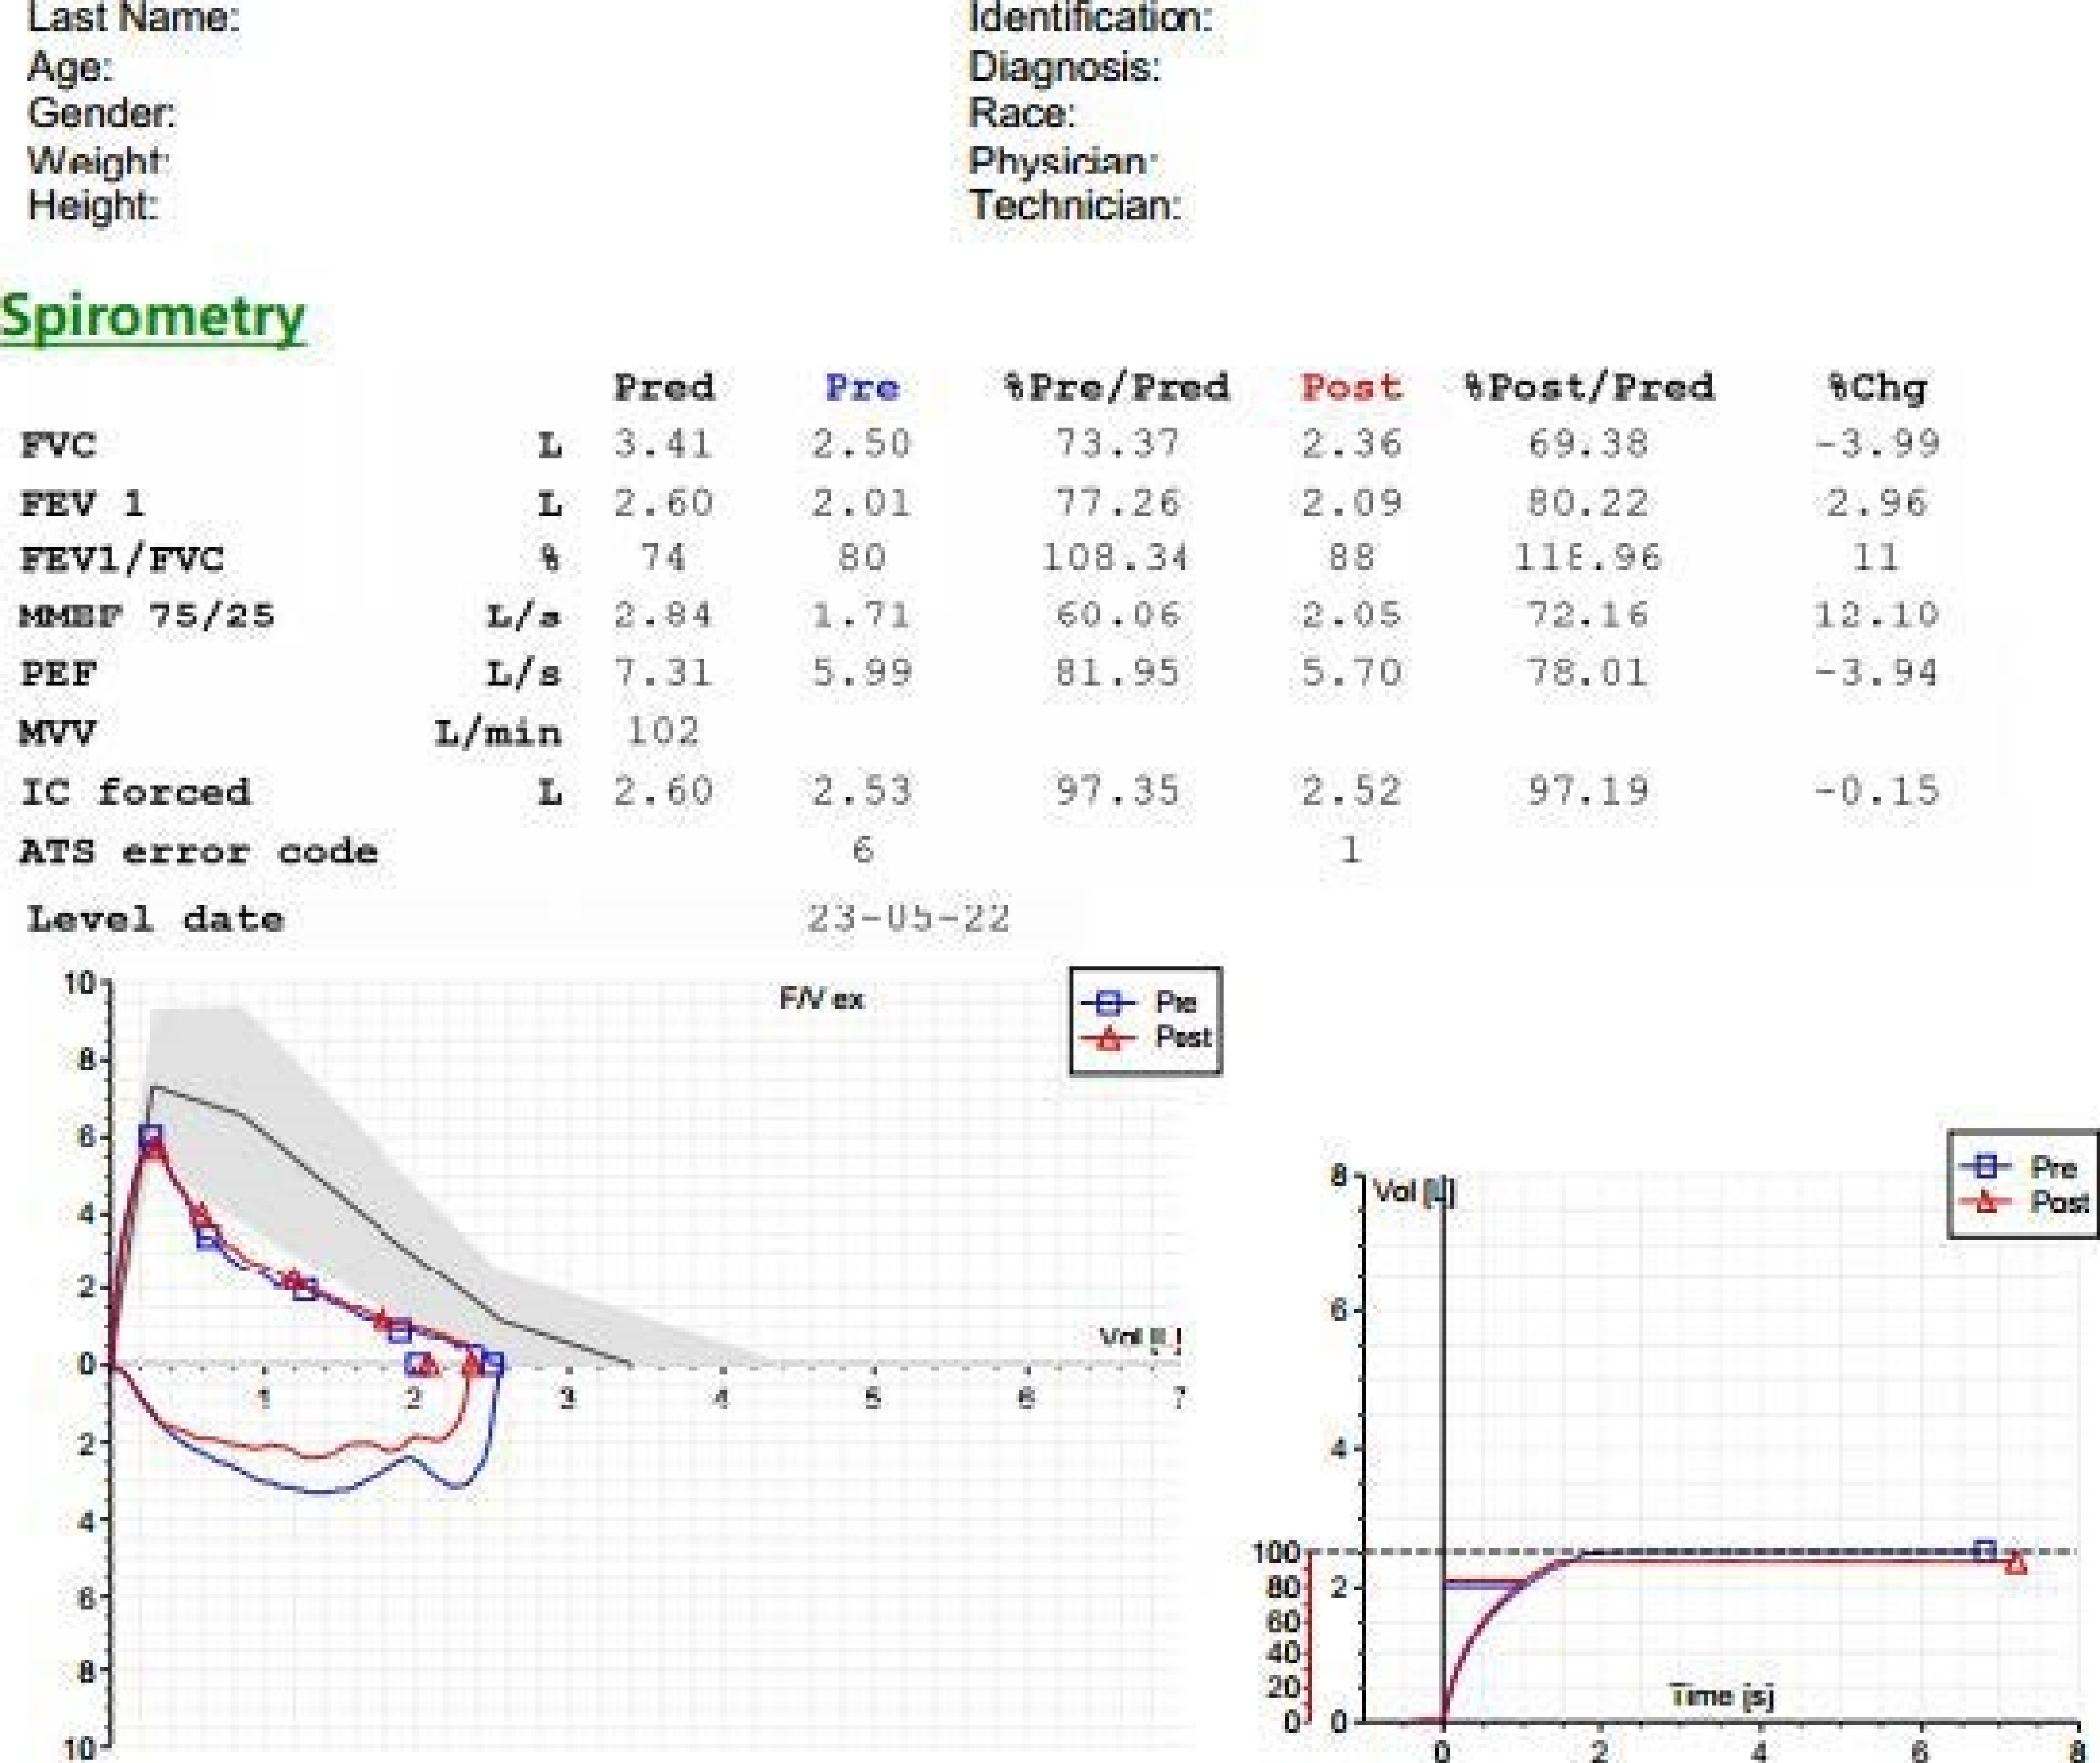 Last Name:
Identification:
Age:
Diagnosis:
Gender:
Race:
Weight:
Physician:
Height:
Technician:
Spirometry
Pred Pre %Pre/Pred Post %Post/Pred %Chg
FVC L 3.41 2.50 73.37 2.36 69.38 -3.99
FEV 1 L 2.60 2.01 77.26 2.09 80.22 2.96
FEV1/FVC % 74 80 108.34 88 118.96 11
MMEF 75/25 L/s 2.84 1.71 60.06 2.05 72.16 12.10
PEF L/s 7.31 5.99 81.95 5.70 78.01 -3.94
MVV L/min 102
IC forced L 2.60 2.53 97.35 2.52 97.19 -0.15
ATS error code 6 1
Level date 23-05-22
F/V ex
Pre
Post
10
8
6
4
2
0
2
4
6
8
10
Vol [L]
1 2 3 4 5 6 7
Pre
Post
Vol [L]
8
6
4
2
0
100
80
60
40
20
0
Time [s]
0 2 4 6 8